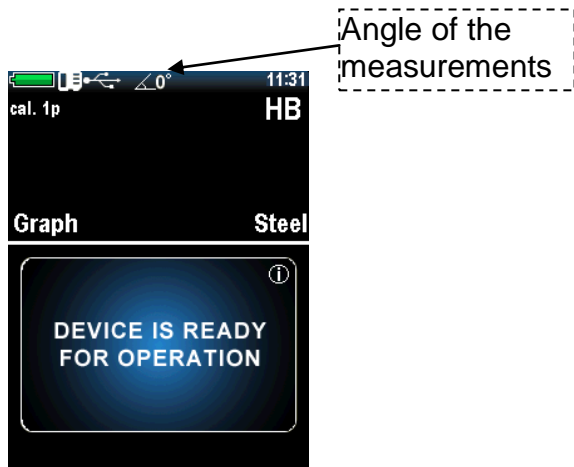 Angle of the
measurements
∠0° 11:31
cal. 1p HB
Graph Steel
DEVICE IS READY
FOR OPERATION